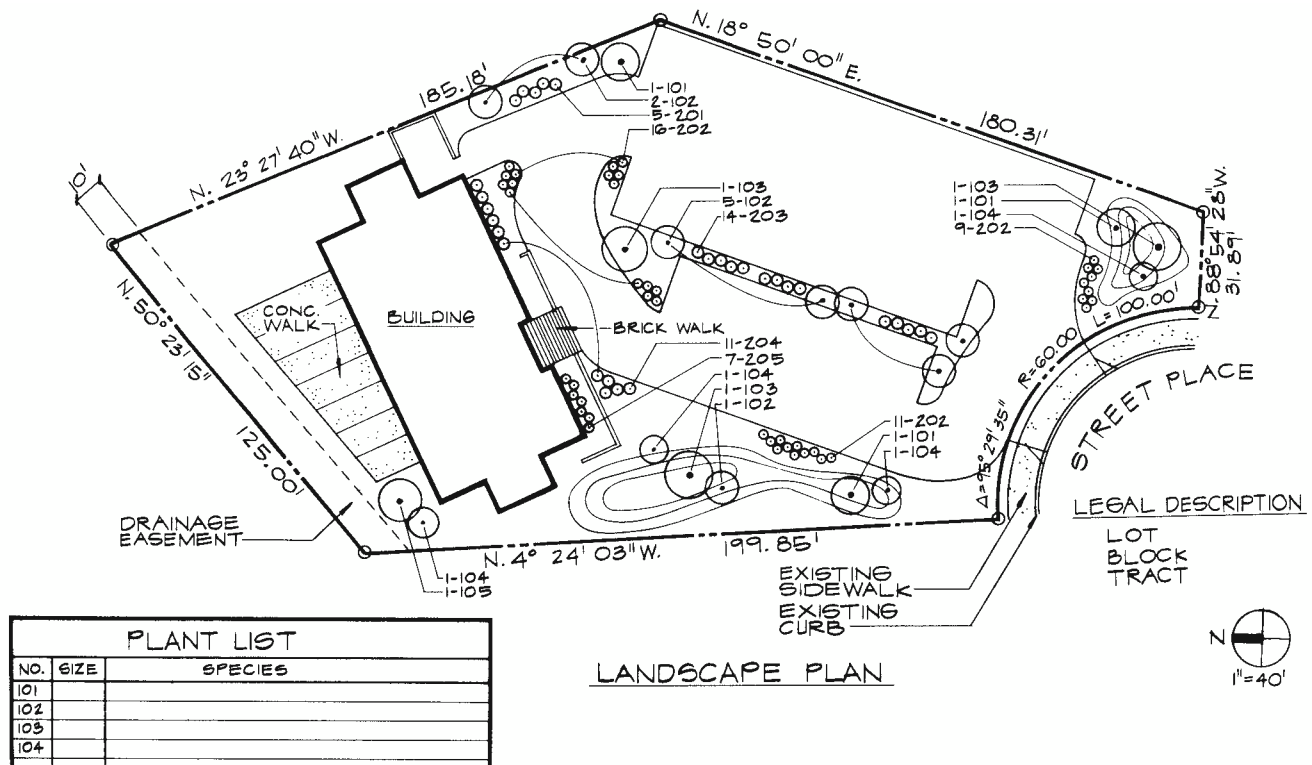 N. 18° 50' 00" E.
180.31'
185.18'
N. 23° 27' 40" W.
10'
1-101
2-102
5-201
16-202
1-103
5-102
14-203
1-103
1-101
1-104
9-202
N. 88° 54' 28" W.
31.89'
L=100.00'
R=60.00
Δ=95° 29' 35"
STREET PLACE
N. 50° 23' 15"
125.00'
CONC.
WALK
BUILDING
BRICK WALK
11-204
7-205
1-104
1-103
1-102
11-202
1-101
1-104
DRAINAGE
EASEMENT
1-104
1-105
N. 4° 24' 03" W.
199.85'
EXISTING
SIDEWALK
EXISTING
CURB
LEGAL DESCRIPTION
LOT
BLOCK
TRACT
N
1"=40'
LANDSCAPE PLAN
PLANT LIST
NO. SIZE SPECIES
101
102
103
104